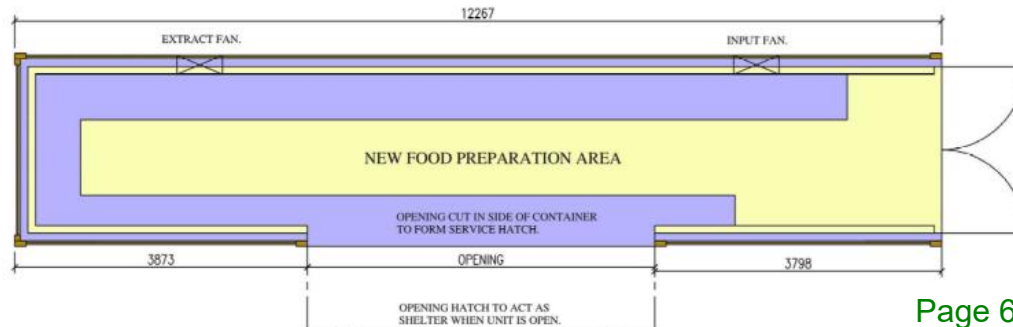 12267
EXTRACT FAN.
INPUT FAN.
NEW FOOD PREPARATION AREA
OPENING CUT IN SIDE OF CONTAINER
TO FORM SERVICE HATCH.
3873
OPENING
3798
OPENING HATCH TO ACT AS
SHELTER WHEN UNIT IS OPEN.
Page 6